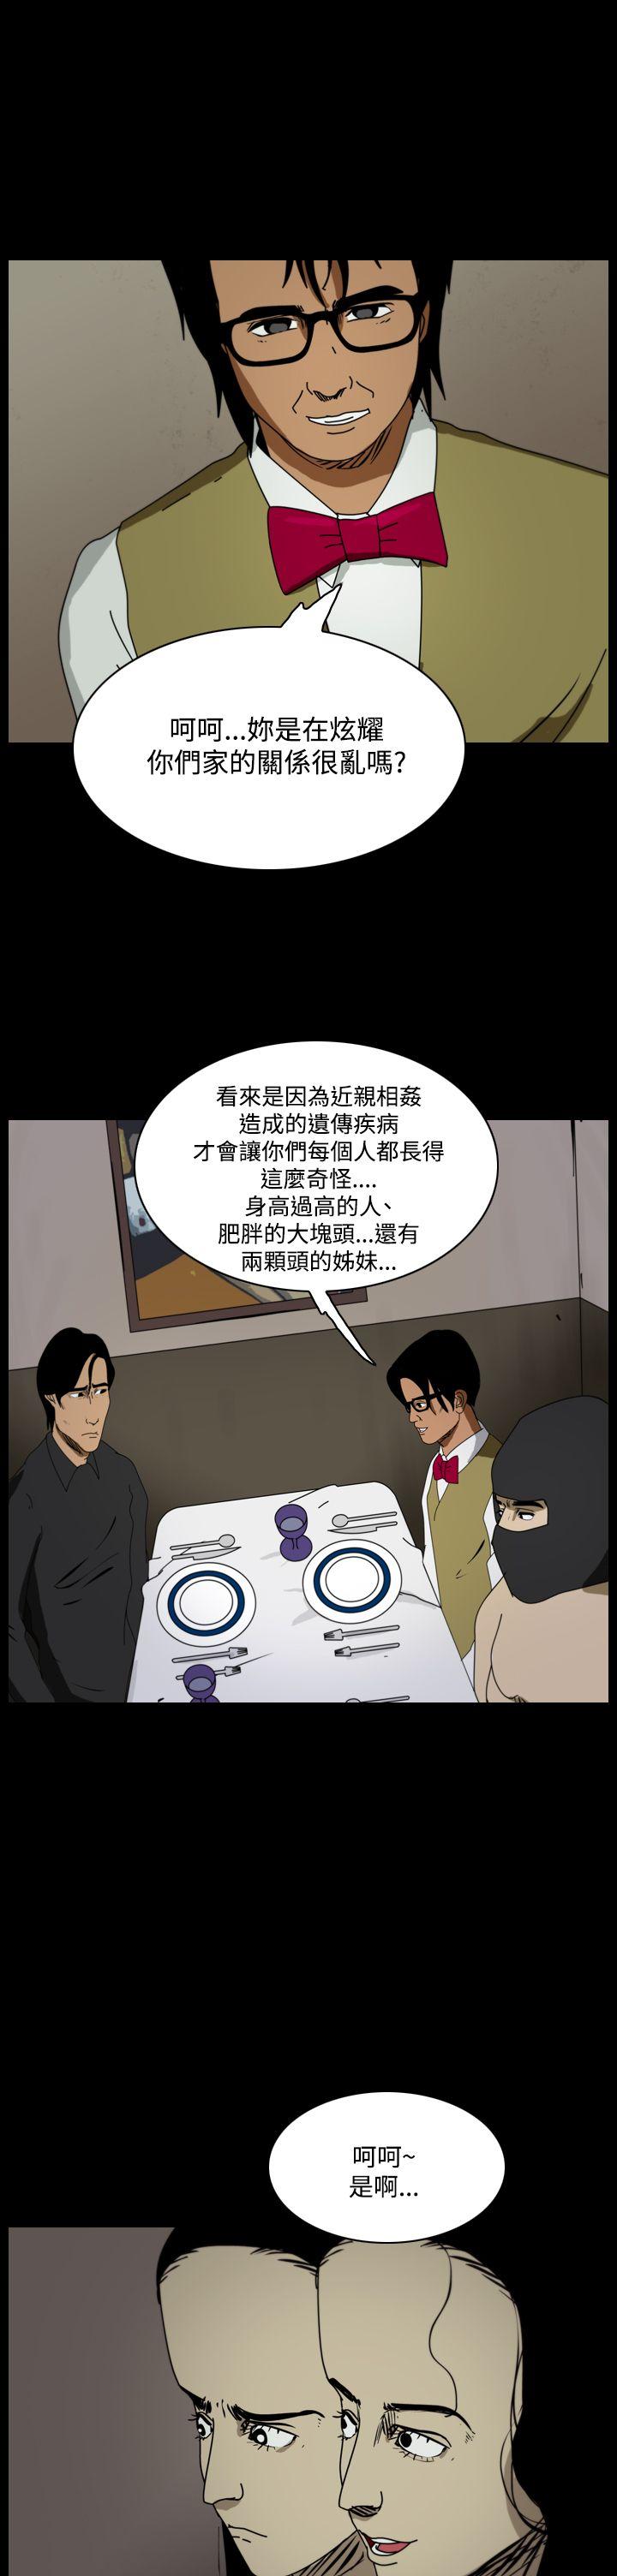 呵呵...妳是在炫耀
你們家的關係很亂嗎?
看來是因為近親相姦
造成的遺傳疾病
才會讓你們每個人都長得
這麼奇怪....
身高過高的人、
肥胖的大塊頭...還有
兩顆頭的姊妹...
呵呵~
是啊...